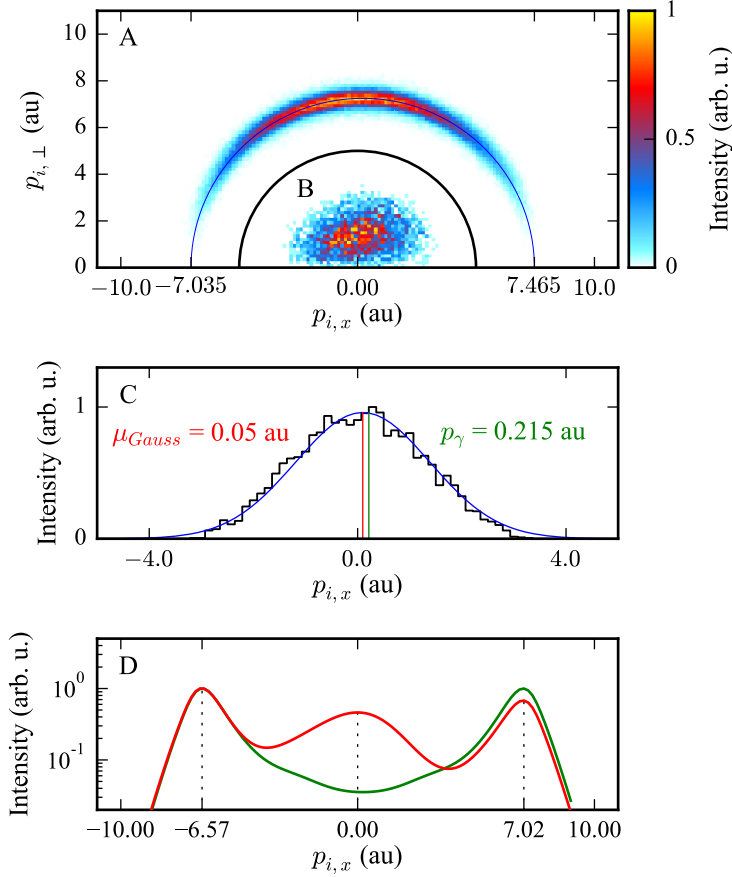 A
B
10
8
6
4
2
0
p_{i,⊥} (au)
−10.0
−7.035
0.00
7.465
10.0
p_{i,x} (au)
1
0.5
0
Intensity (arb. u.)
C
1
0
Intensity (arb. u.)
μ_{Gauss} = 0.05 au
p_γ = 0.215 au
−4.0
0.0
4.0
p_{i,x} (au)
D
10^0
10^{-1}
Intensity (arb. u.)
−10.00
−6.57
0.00
7.02
10.00
p_{i,x} (au)